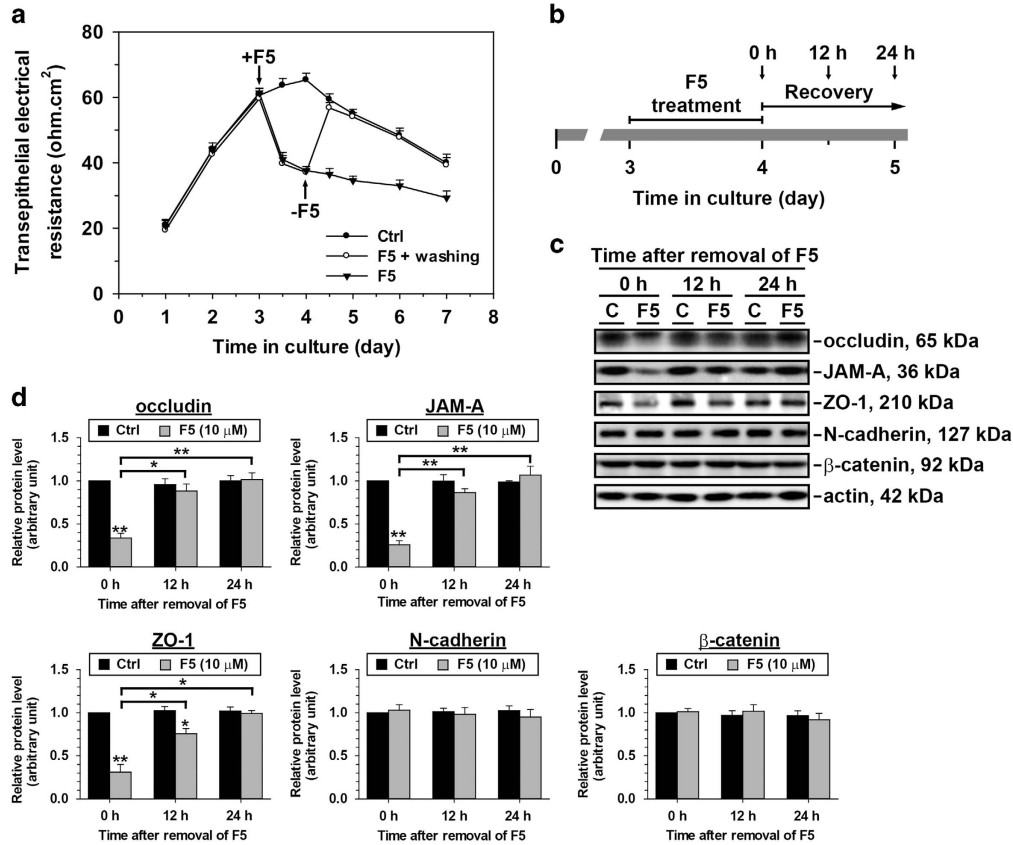 a
Transepithelial electrical
resistance (ohm.cm²)
80
60
40
20
0
+F5
-F5
Ctrl
F5 + washing
F5
0 1 2 3 4 5 6 7 8
Time in culture (day)
b
0 h 12 h 24 h
F5
treatment
Recovery
0 3 4 5
Time in culture (day)
c
Time after removal of F5
0 h 12 h 24 h
C F5 C F5 C F5
occludin, 65 kDa
JAM-A, 36 kDa
ZO-1, 210 kDa
N-cadherin, 127 kDa
β-catenin, 92 kDa
actin, 42 kDa
d
occludin
Ctrl F5 (10 μM)
Relative protein level
(arbitrary unit)
1.5
1.0
0.5
0.0
**
*
**
0 h 12 h 24 h
Time after removal of F5
JAM-A
Ctrl F5 (10 μM)
Relative protein level
(arbitrary unit)
1.5
1.0
0.5
0.0
**
**
**
0 h 12 h 24 h
Time after removal of F5
ZO-1
Ctrl F5 (10 μM)
Relative protein level
(arbitrary unit)
1.5
1.0
0.5
0.0
*
*
*
**
0 h 12 h 24 h
Time after removal of F5
N-cadherin
Ctrl F5 (10 μM)
Relative protein level
(arbitrary unit)
1.5
1.0
0.5
0.0
0 h 12 h 24 h
Time after removal of F5
β-catenin
Ctrl F5 (10 μM)
Relative protein level
(arbitrary unit)
1.5
1.0
0.5
0.0
0 h 12 h 24 h
Time after removal of F5